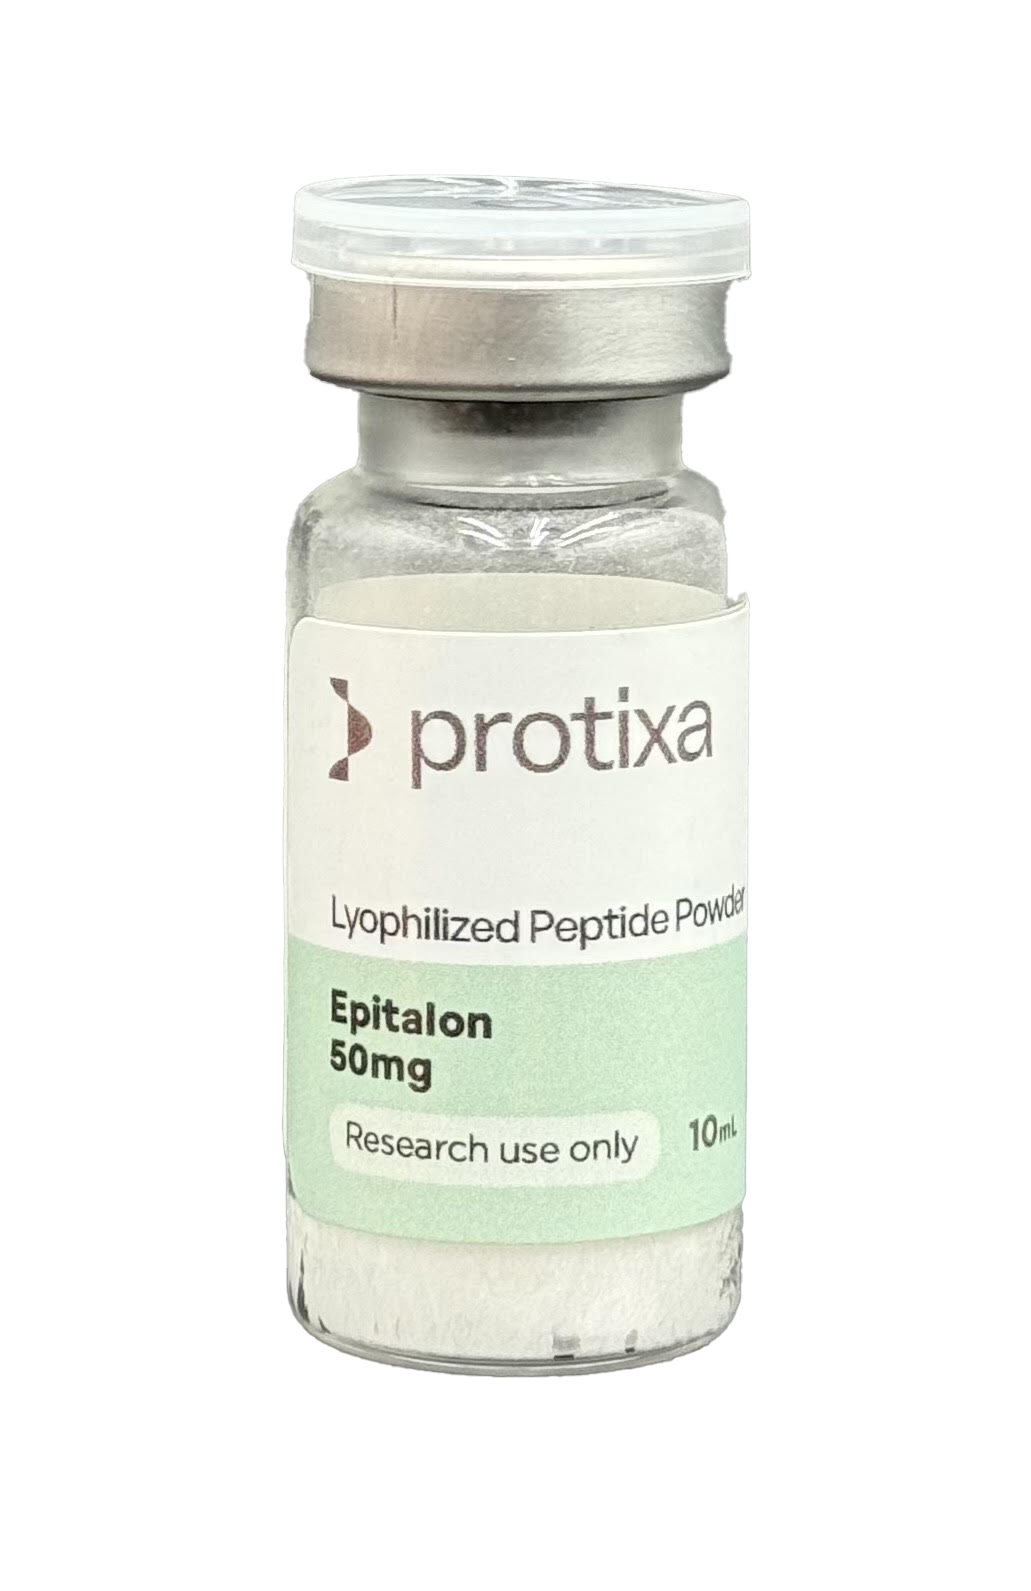 protixa
Lyophilized Peptide Powder
Epitalon
50mg
Research use only
10mL